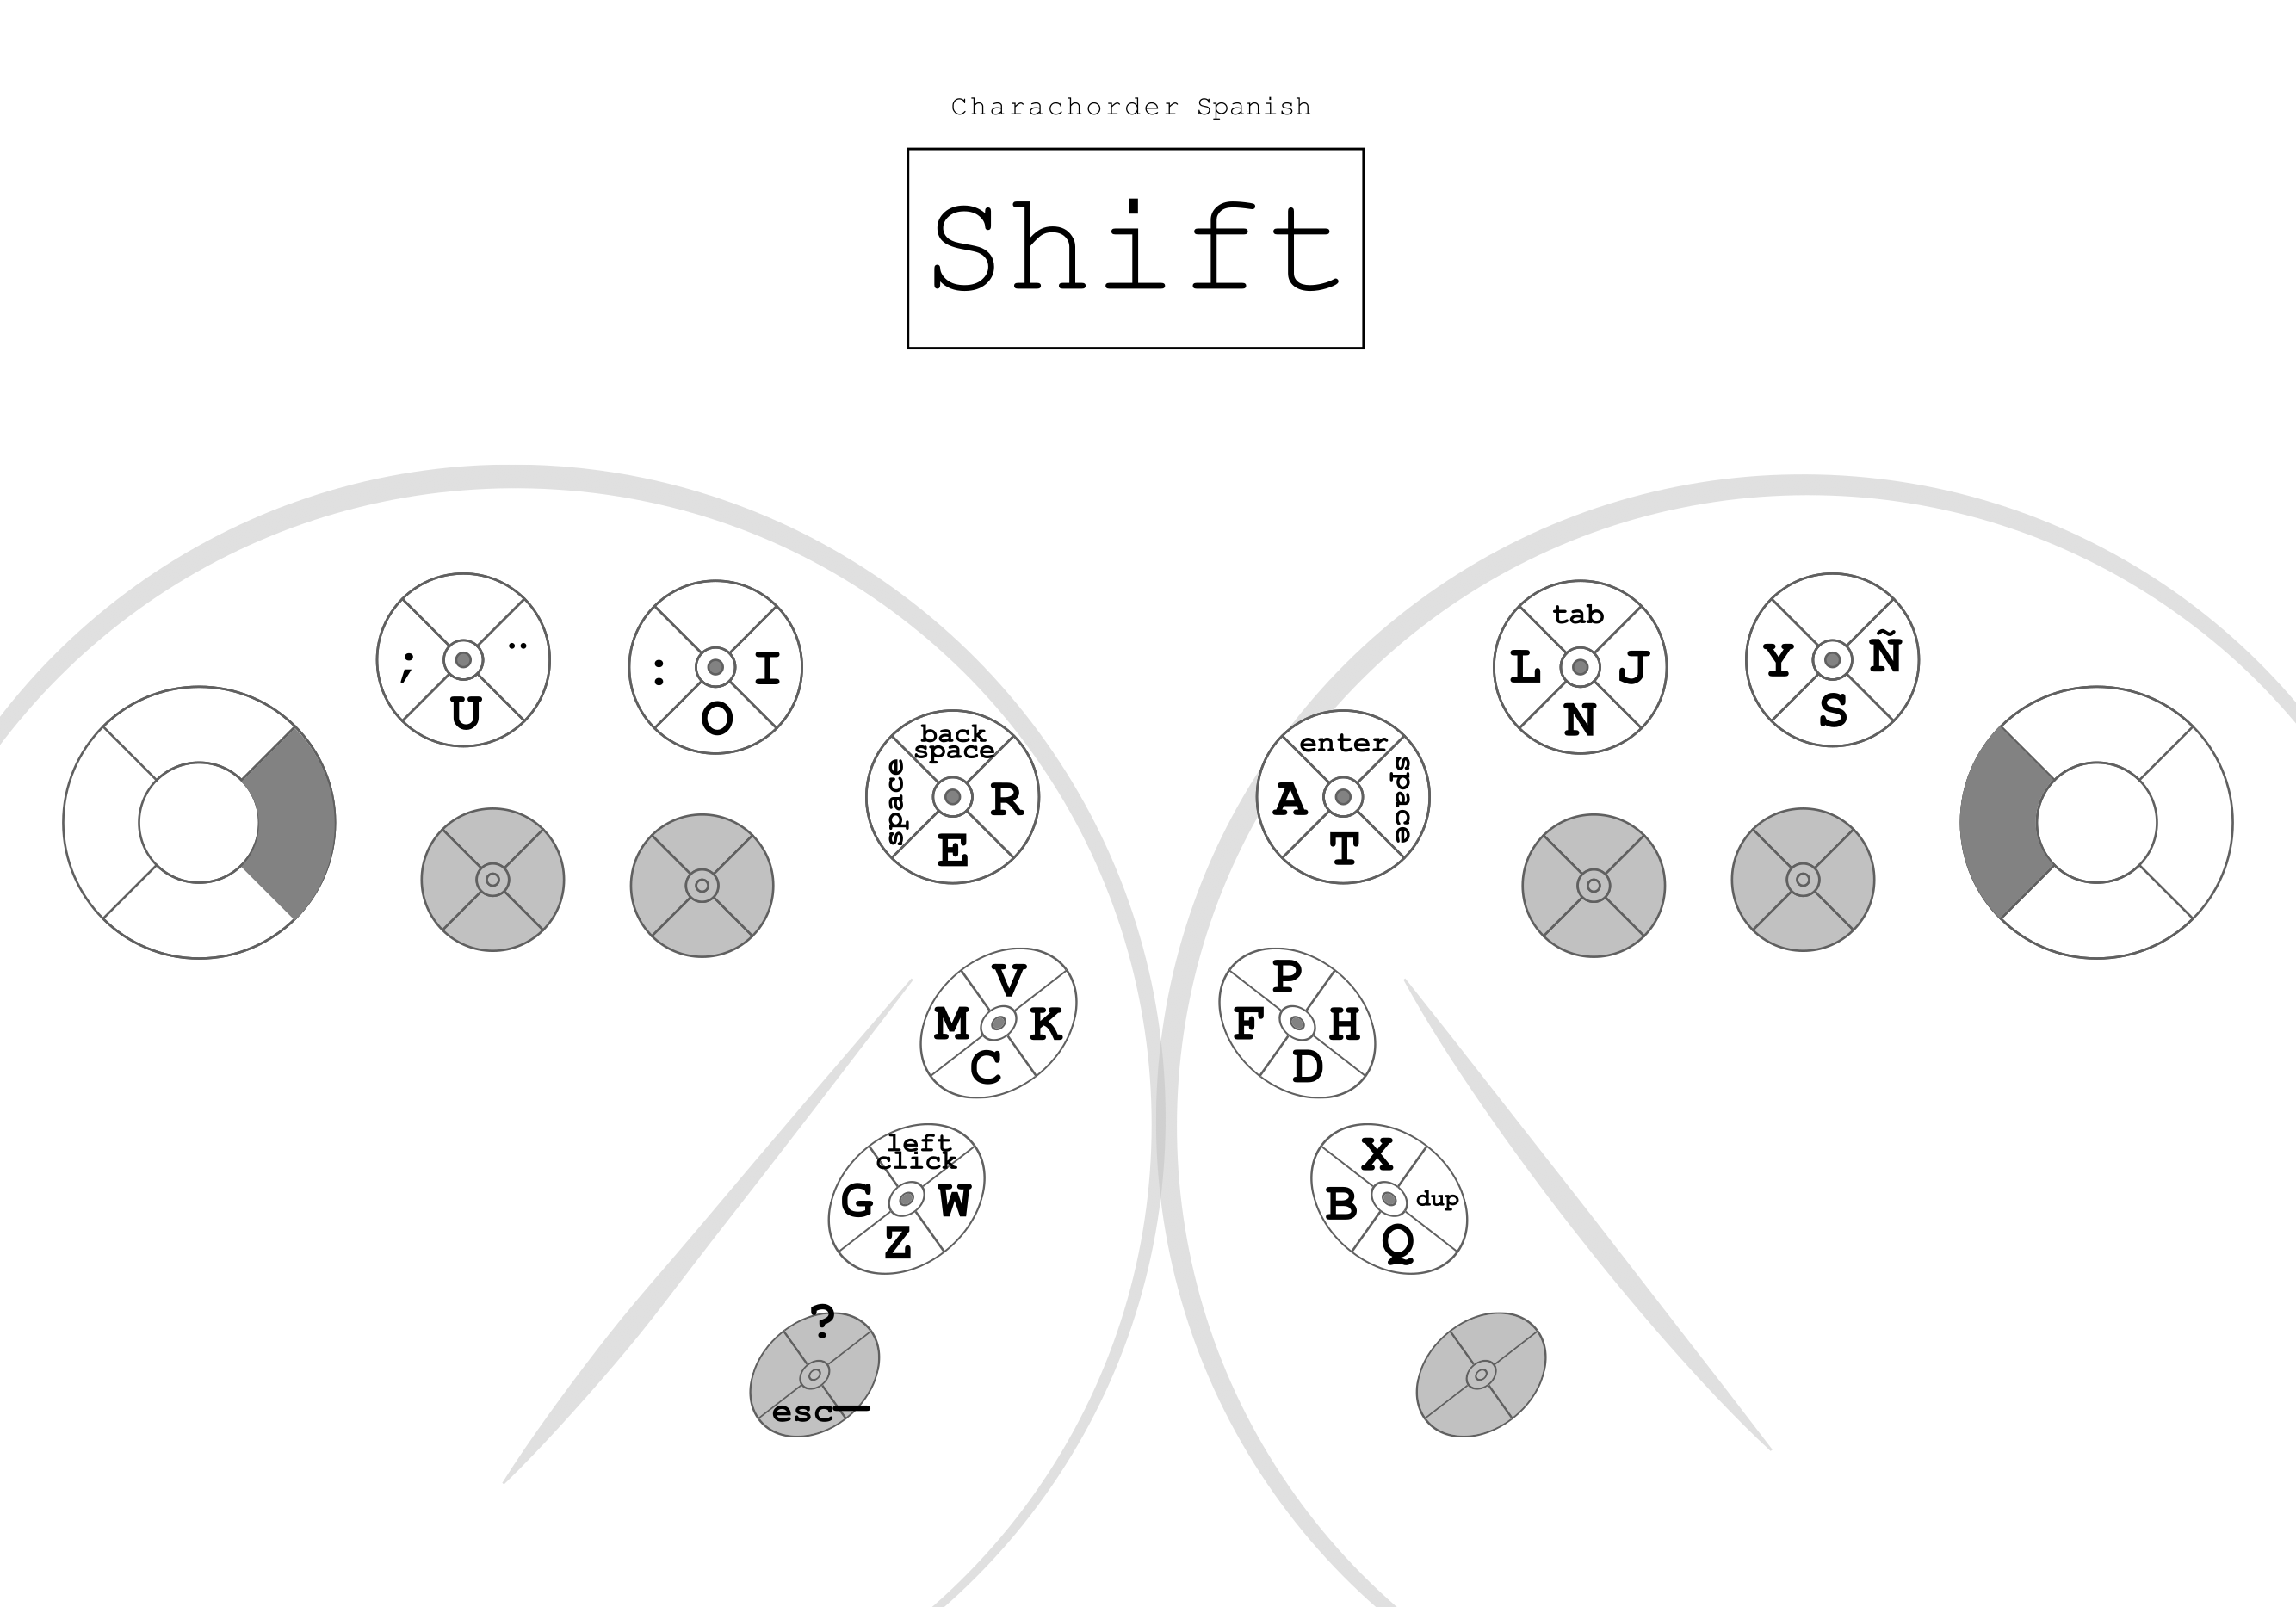 Charachorder Spanish
Shift
; ¨
U
: I
O
back
space
space R
E
tab
L J
N
Y Ñ
S
enter
A space
T
V
M K
C
P
F H
D
left
click
G W
Z
X
B dup
Q
?
esc—